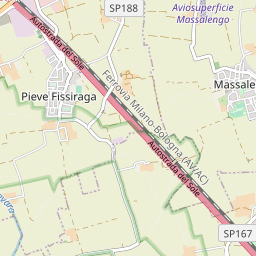 SP188
Aviosuperficie
Massalengo
Autostrada del Sole
Ferrovia Milano-Bologna (AV/AC)
Massale
Pieve Fissiraga
Autostrada del Sole
SP167